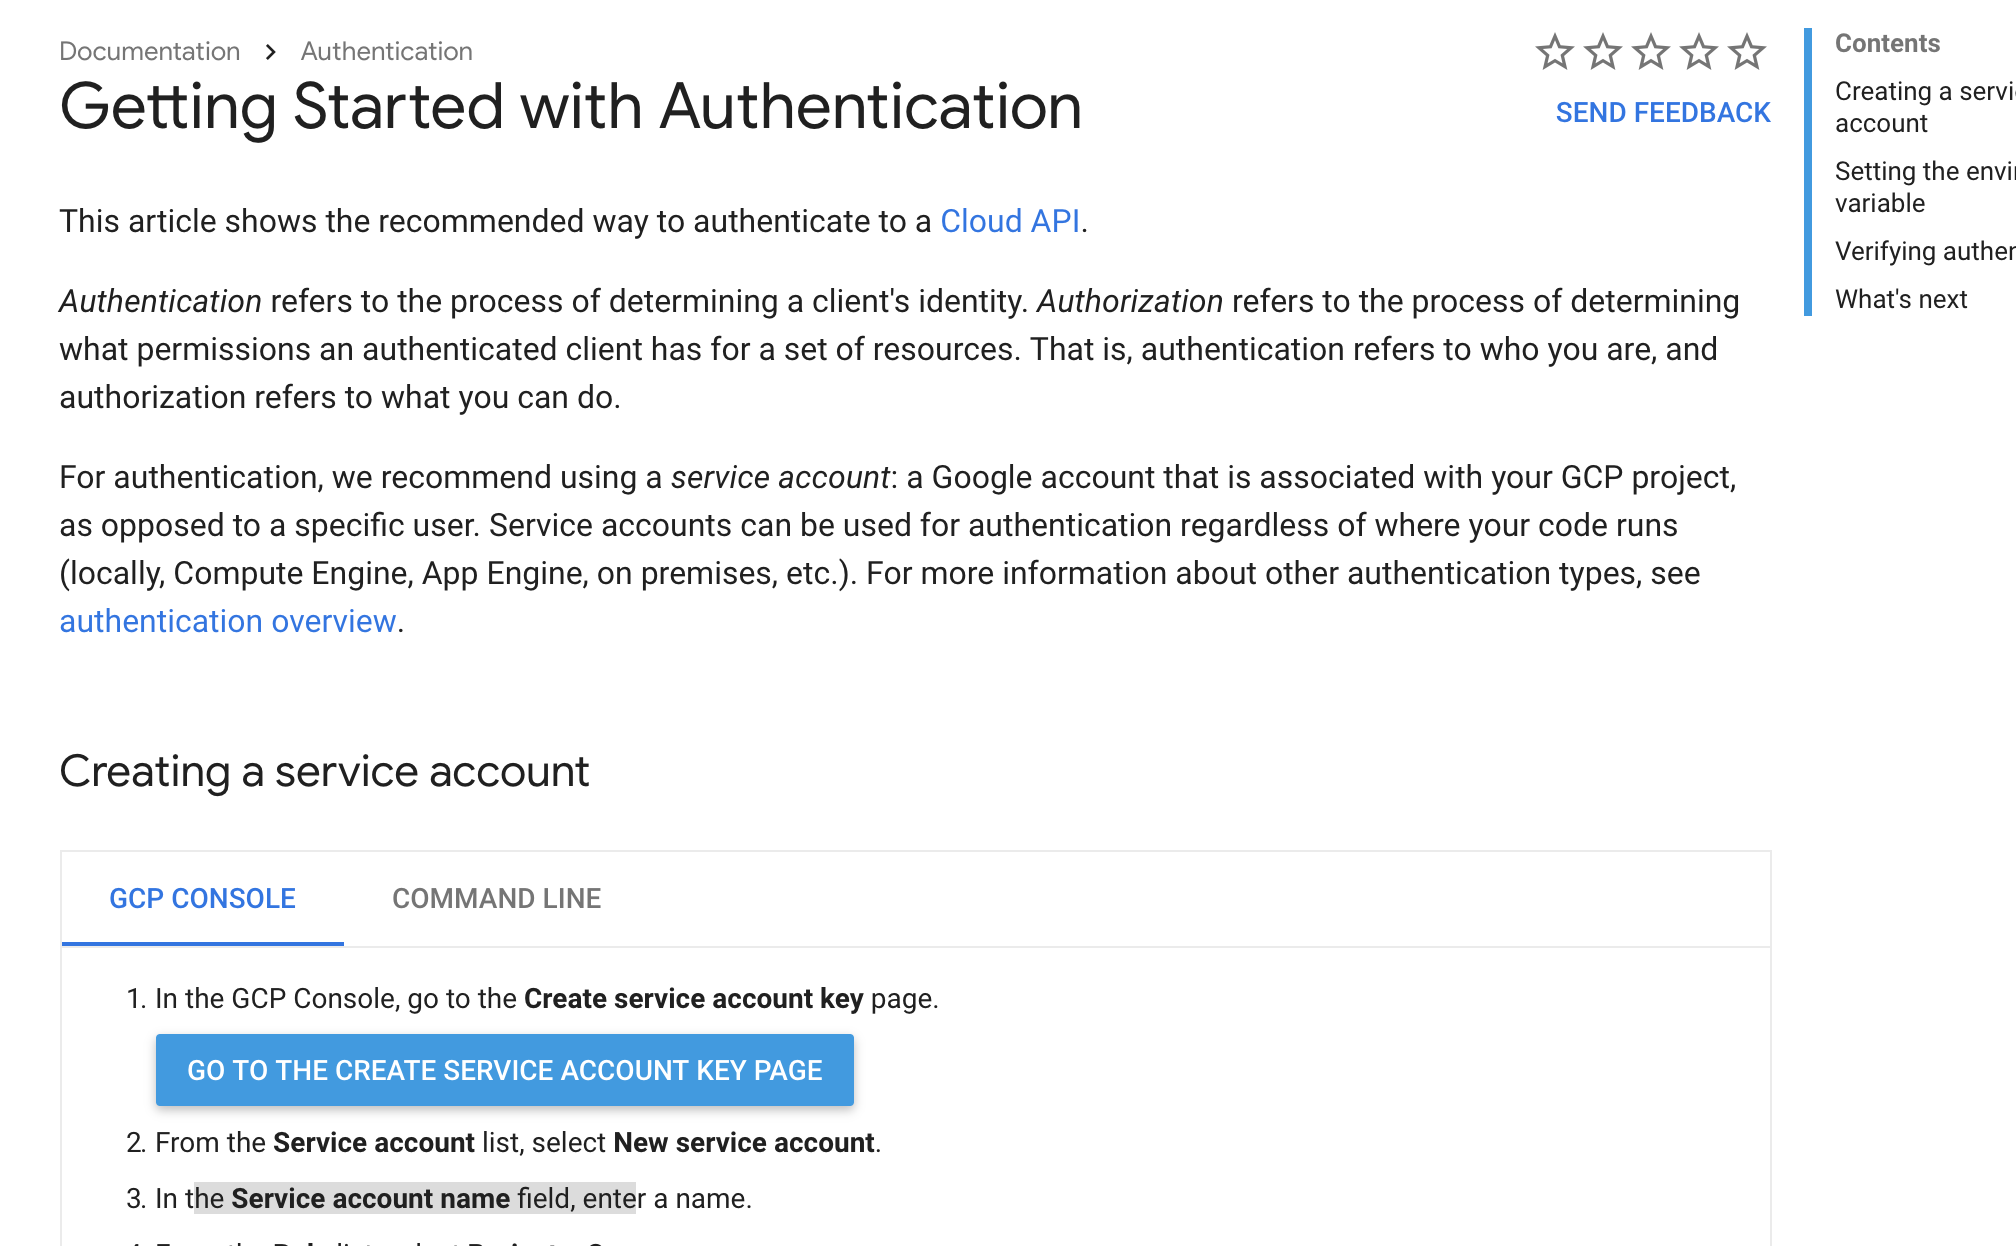 Documentation > Authentication
Getting Started with Authentication
SEND FEEDBACK
This article shows the recommended way to authenticate to a Cloud API.
Authentication refers to the process of determining a client's identity. Authorization refers to the process of determining
what permissions an authenticated client has for a set of resources. That is, authentication refers to who you are, and
authorization refers to what you can do.
For authentication, we recommend using a service account: a Google account that is associated with your GCP project,
as opposed to a specific user. Service accounts can be used for authentication regardless of where your code runs
(locally, Compute Engine, App Engine, on premises, etc.). For more information about other authentication types, see
authentication overview.
Creating a service account
GCP CONSOLE COMMAND LINE
1. In the GCP Console, go to the Create service account key page.
GO TO THE CREATE SERVICE ACCOUNT KEY PAGE
2. From the Service account list, select New service account.
3. In the Service account name field, enter a name.
Contents
Creating a servi
account
Setting the envi
variable
Verifying authen
What's next